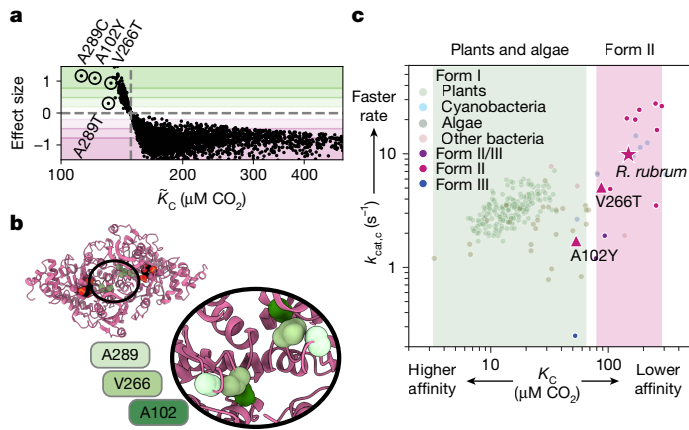 a
A289C
A102Y
V266T
A289T
Effect size
1
0
−1
100
200
300
400
K̃C (μM CO2)
b
A289
V266
A102
c
Plants and algae
Form II
Faster
rate
kcat,c (s−1)
10
1
Form I
Plants
Cyanobacteria
Algae
Other bacteria
Form II/III
Form II
Form III
R. rubrum
V266T
A102Y
10
100
Higher
affinity
KC
(μM CO2)
Lower
affinity